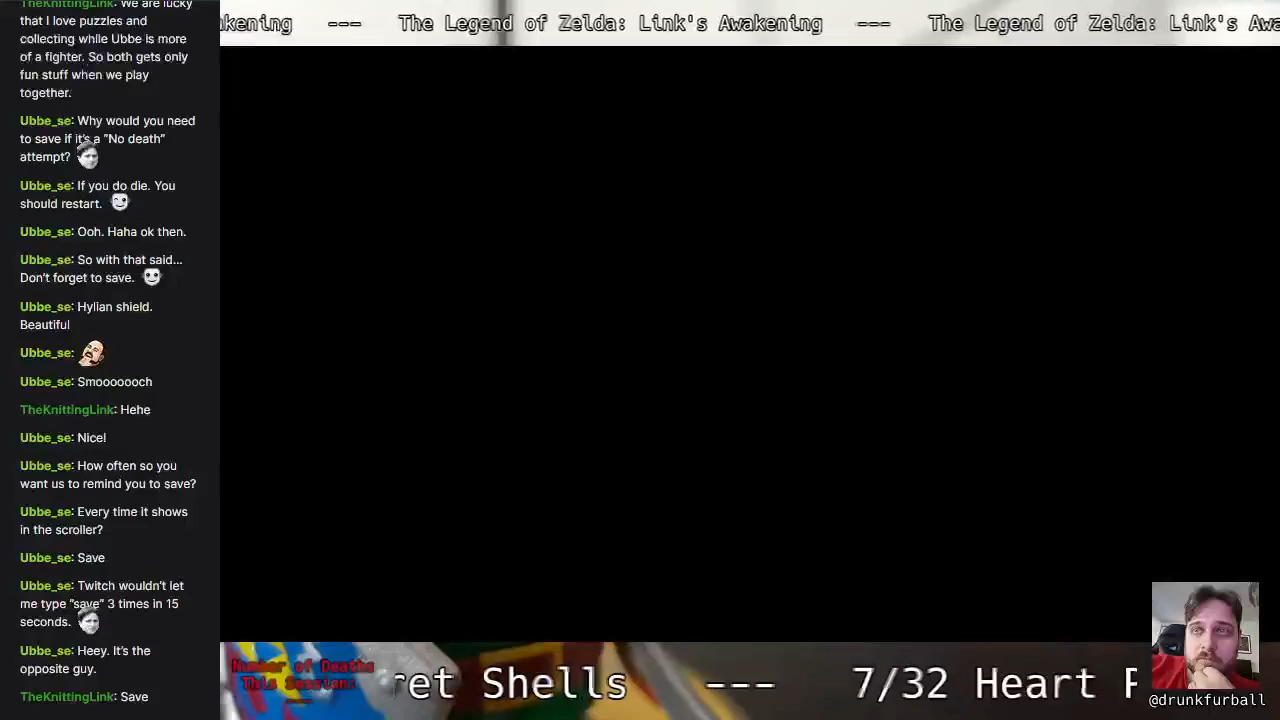 TheKnittingLink: We are lucky
that I love puzzles and
collecting while Ubbe is more
of a fighter. So both gets only
fun stuff when we play
together.
Ubbe_se: Why would you need
to save if it's a "No death"
attempt?
Ubbe_se: If you do die. You
should restart.
Ubbe_se: Ooh. Haha ok then.
Ubbe_se: So with that said...
Don't forget to save.
Ubbe_se: Hylian shield.
Beautiful
Ubbe_se:
Ubbe_se: Smooooooch
TheKnittingLink: Hehe
Ubbe_se: Nice!
Ubbe_se: How often so you
want us to remind you to save?
Ubbe_se: Every time it shows
in the scroller?
Ubbe_se: Save
Ubbe_se: Twitch wouldn't let
me type "save" 3 times in 15
seconds.
Ubbe_se: Heey. It's the
opposite guy.
TheKnittingLink: Save
akening --- The Legend of Zelda: Link's Awakening --- The Legend of Zelda: Link's Awa
Number of Deaths
This Session:
ret Shells --- 7/32 Heart P
@drunkfurball